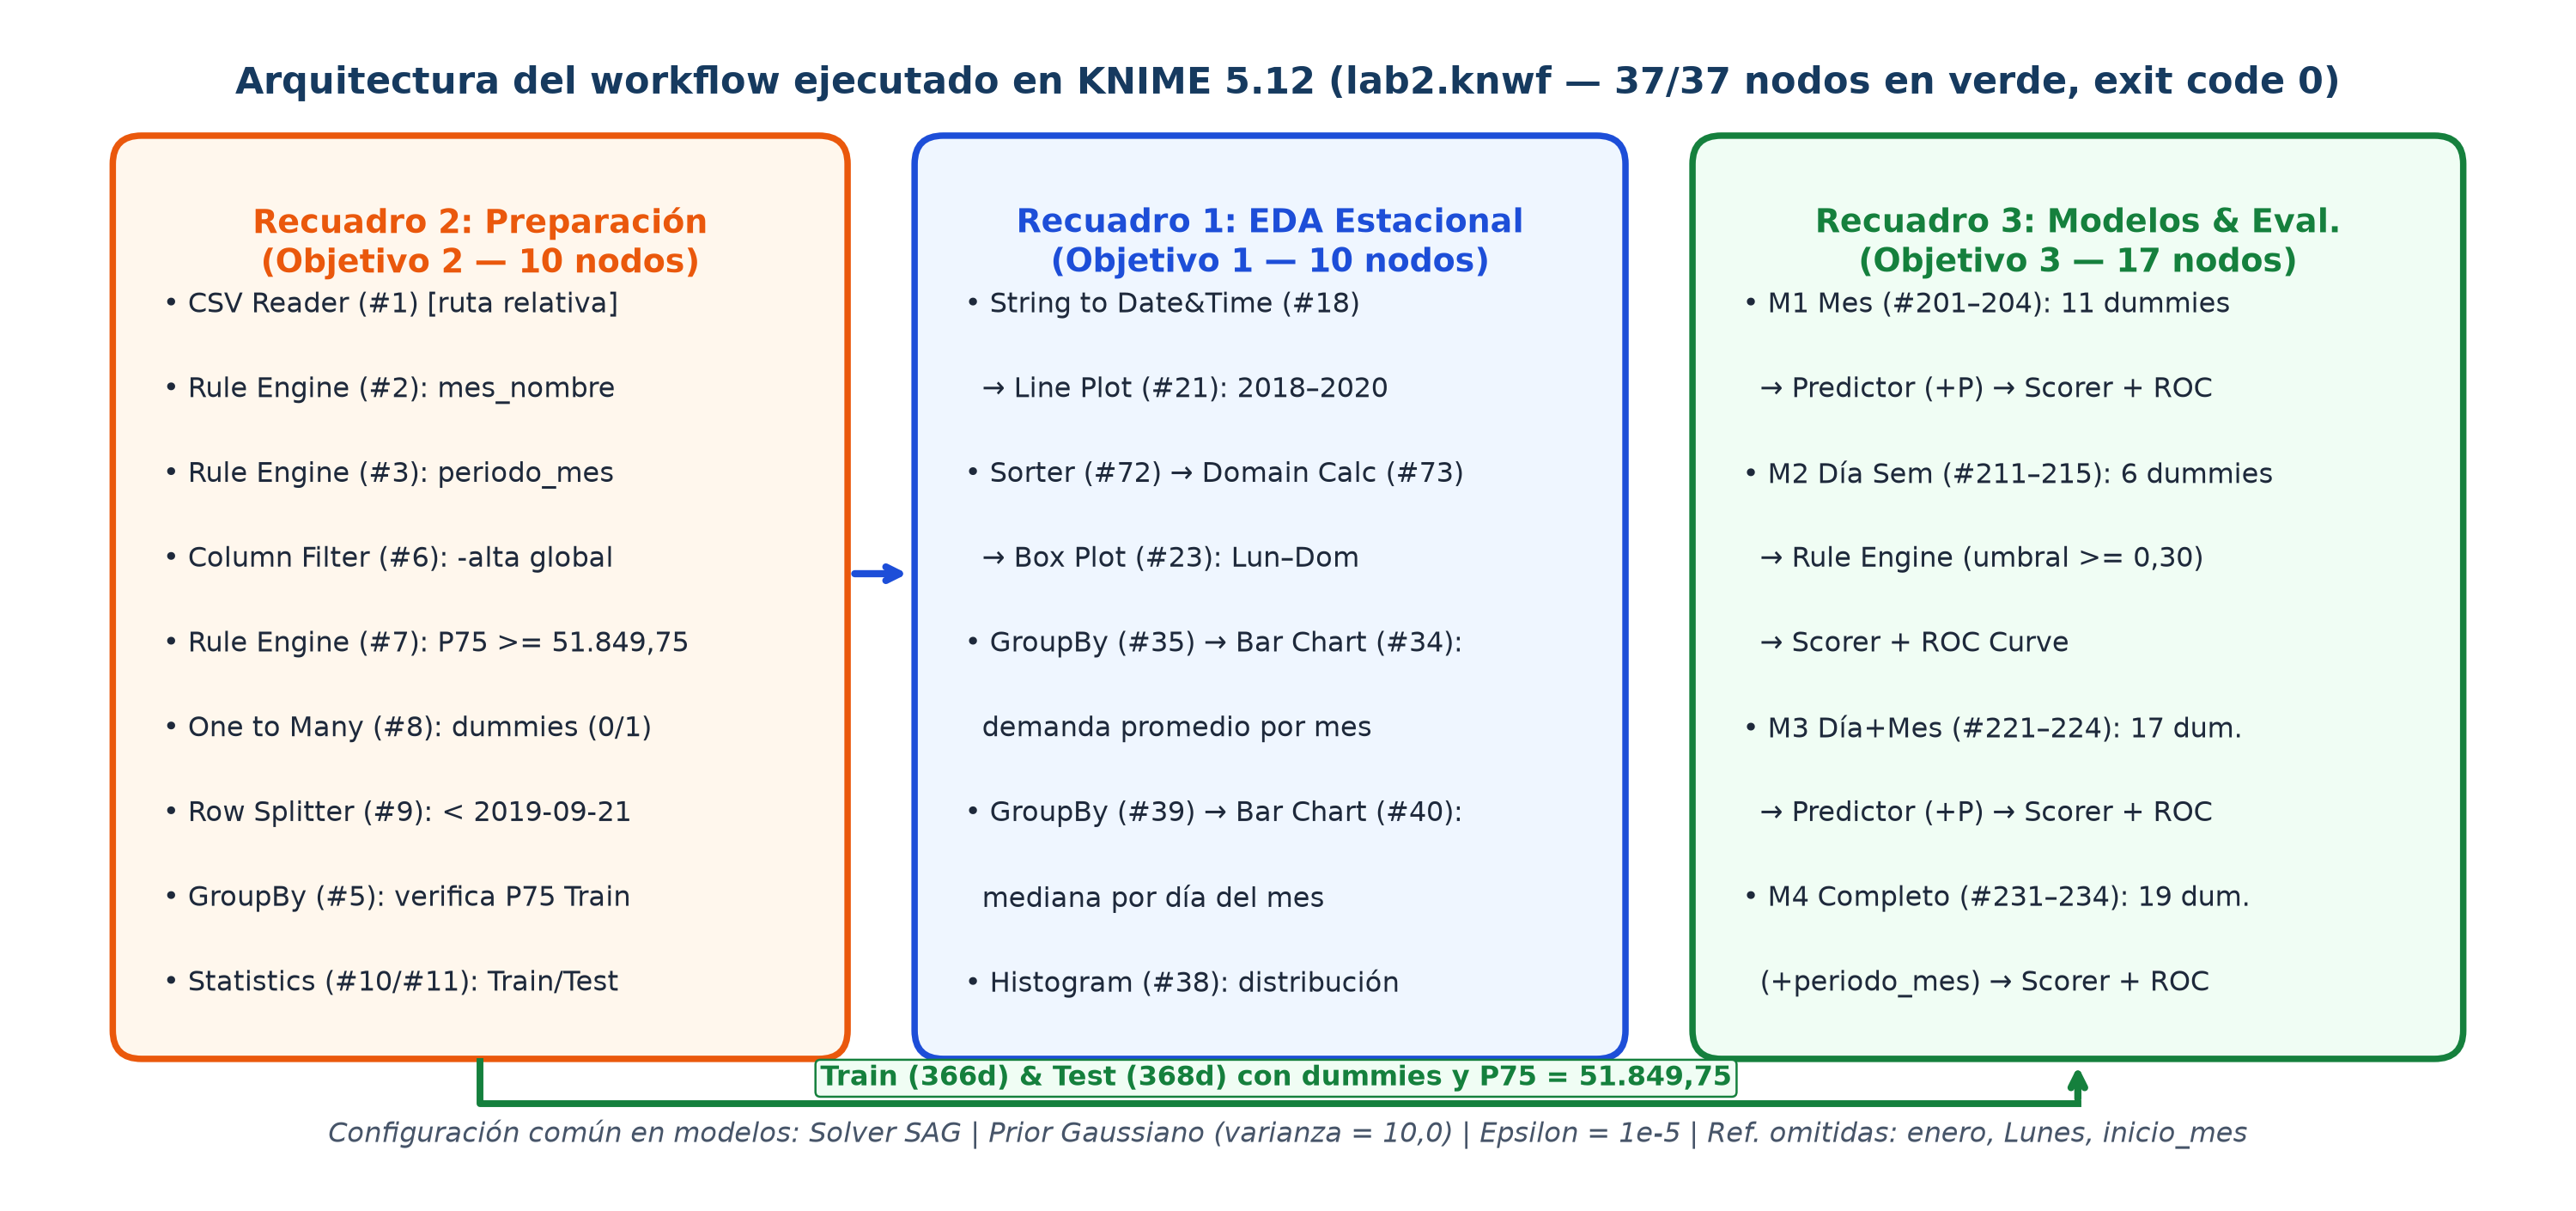 Arquitectura del workflow ejecutado en KNIME 5.12 (lab2.knwf — 37/37 nodos en verde, exit code 0)
Recuadro 2: Preparación
(Objetivo 2 — 10 nodos)
• CSV Reader (#1) [ruta relativa]
• Rule Engine (#2): mes_nombre
• Rule Engine (#3): periodo_mes
• Column Filter (#6): -alta global
• Rule Engine (#7): P75 >= 51.849,75
• One to Many (#8): dummies (0/1)
• Row Splitter (#9): < 2019-09-21
• GroupBy (#5): verifica P75 Train
• Statistics (#10/#11): Train/Test
Recuadro 1: EDA Estacional
(Objetivo 1 — 10 nodos)
• String to Date&Time (#18)
→ Line Plot (#21): 2018–2020
• Sorter (#72) → Domain Calc (#73)
→ Box Plot (#23): Lun–Dom
• GroupBy (#35) → Bar Chart (#34):
demanda promedio por mes
• GroupBy (#39) → Bar Chart (#40):
mediana por día del mes
• Histogram (#38): distribución
Recuadro 3: Modelos & Eval.
(Objetivo 3 — 17 nodos)
• M1 Mes (#201–204): 11 dummies
→ Predictor (+P) → Scorer + ROC
• M2 Día Sem (#211–215): 6 dummies
→ Rule Engine (umbral >= 0,30)
→ Scorer + ROC Curve
• M3 Día+Mes (#221–224): 17 dum.
→ Predictor (+P) → Scorer + ROC
• M4 Completo (#231–234): 19 dum.
(+periodo_mes) → Scorer + ROC
Train (366d) & Test (368d) con dummies y P75 = 51.849,75
Configuración común en modelos: Solver SAG | Prior Gaussiano (varianza = 10,0) | Epsilon = 1e-5 | Ref. omitidas: enero, Lunes, inicio_mes